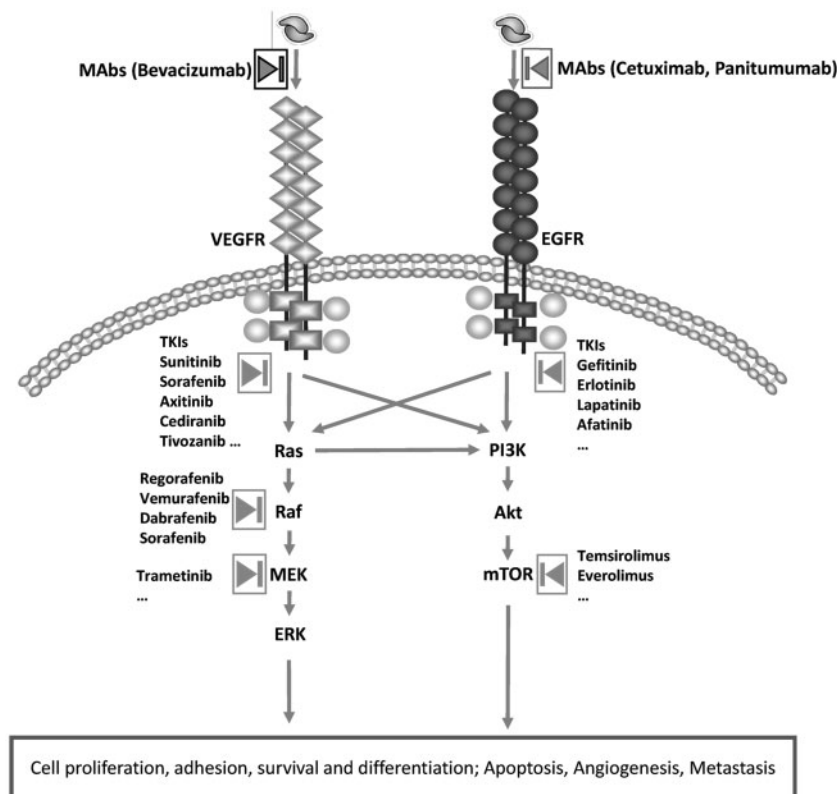 MAbs (Bevacizumab)
MAbs (Cetuximab, Panitumumab)
VEGFR
EGFR
TKIs
Sunitinib
Sorafenib
Axitinib
Cediranib
Tivozanib ...
TKIs
Gefitinib
Erlotinib
Lapatinib
Afatinib
...
Ras
PI3K
Regorafenib
Vemurafenib
Dabrafenib
Sorafenib
Raf
Akt
Trametinib
...
MEK
mTOR
Temsirolimus
Everolimus
...
ERK
Cell proliferation, adhesion, survival and differentiation; Apoptosis, Angiogenesis, Metastasis